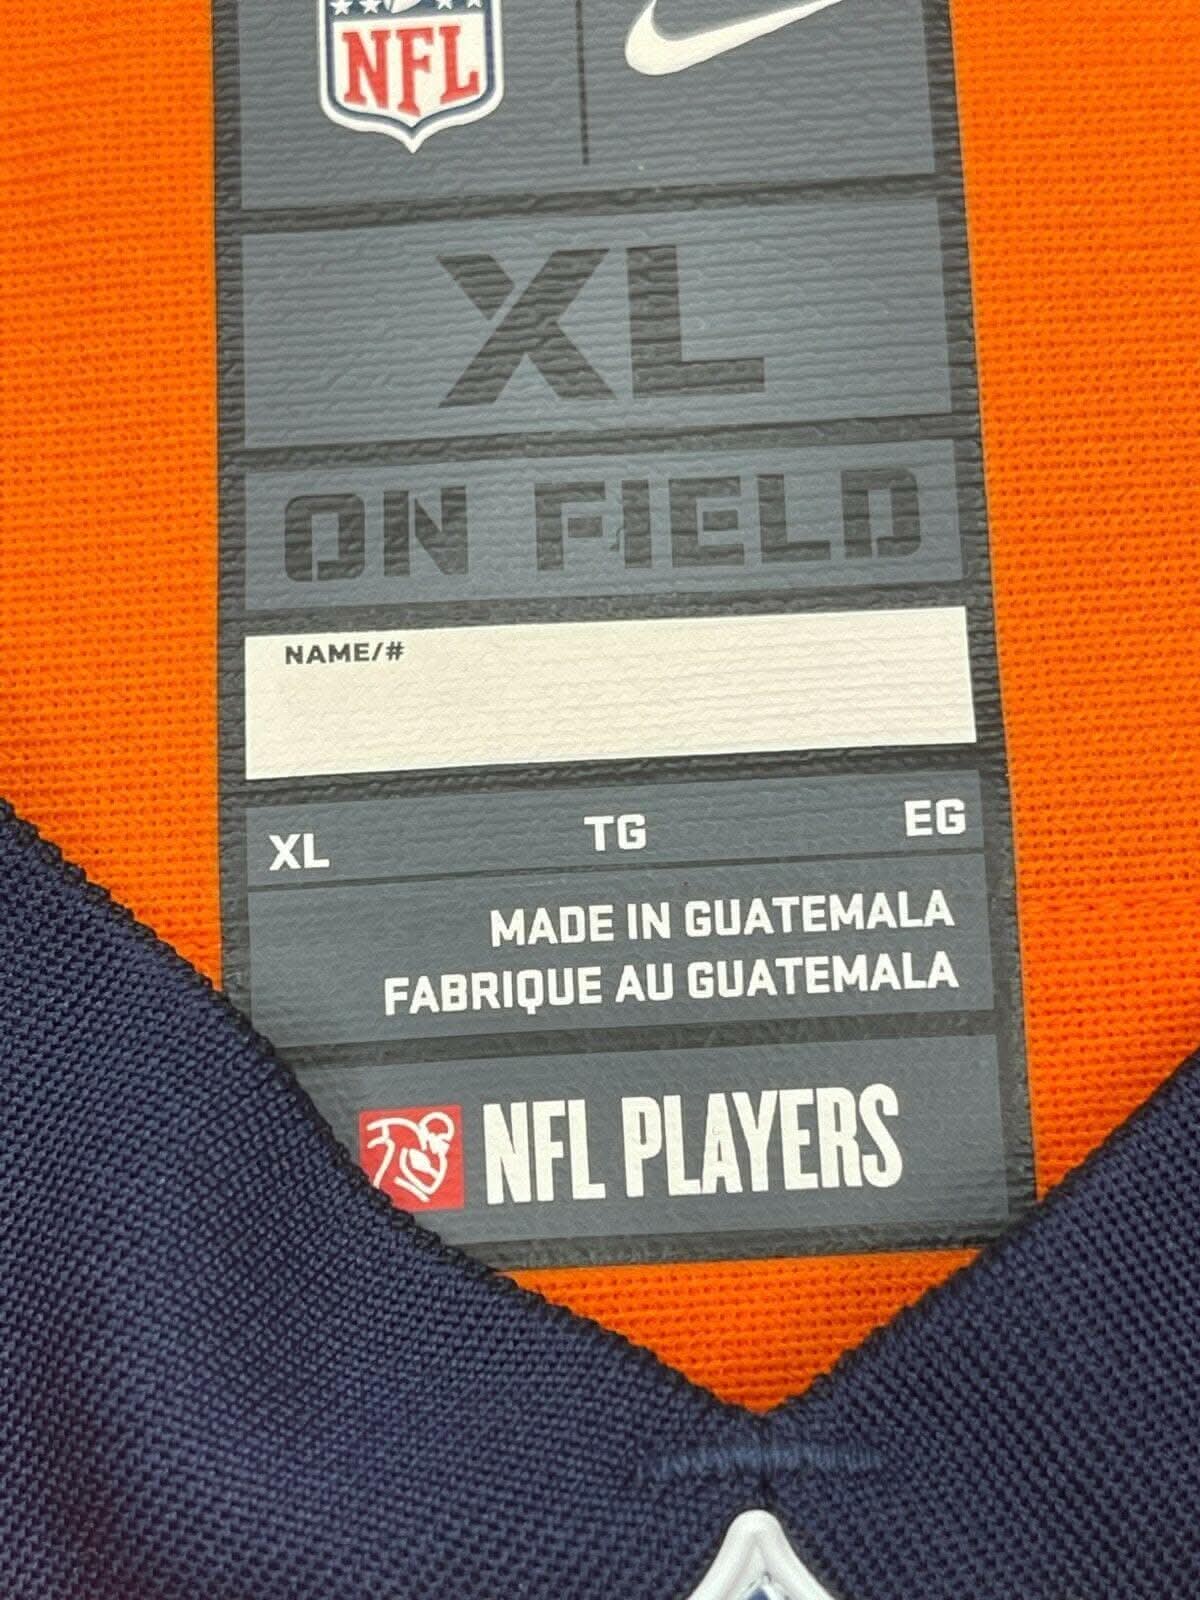 NFL
XL
ON FIELD
NAME/#
XL TG EG
MADE IN GUATEMALA
FABRIQUE AU GUATEMALA
NFL PLAYERS